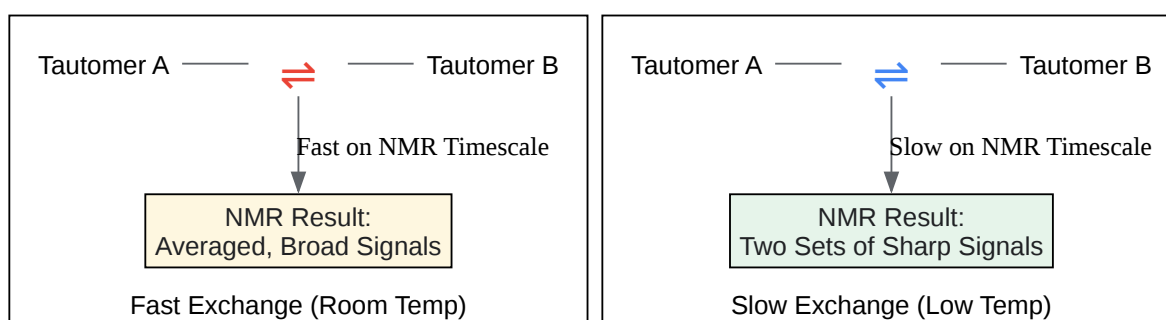 Tautomer A ⇌ Tautomer B
Fast on NMR Timescale
NMR Result:
Averaged, Broad Signals
Fast Exchange (Room Temp)
Tautomer A ⇌ Tautomer B
Slow on NMR Timescale
NMR Result:
Two Sets of Sharp Signals
Slow Exchange (Low Temp)